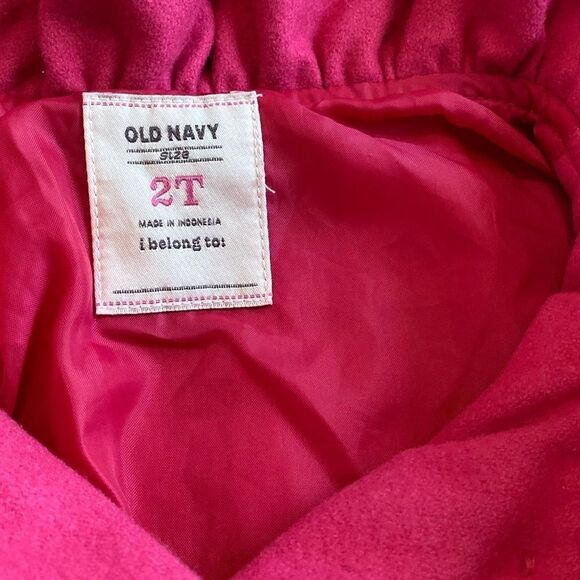 OLD NAVY
size
2T
MADE IN INDONESIA
i belong to: